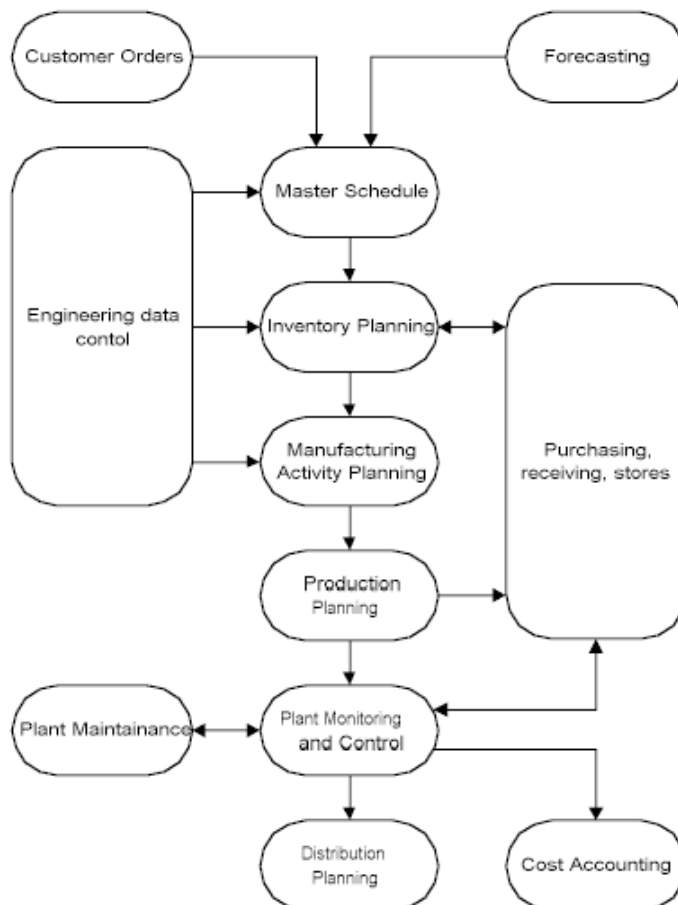 Customer Orders
Forecasting
Master Schedule
Engineering data
contol
Inventory Planning
Manufacturing
Activity Planning
Purchasing,
receiving, stores
Production
Planning
Plant Maintainance
Plant Monitoring
and Control
Distribution
Planning
Cost Accounting